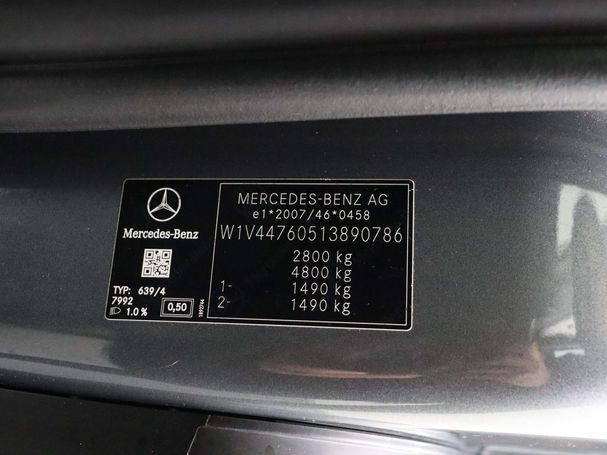 Mercedes-Benz
TYP: 639/4
7992
1.0 %
0,50
MERCEDES-BENZ AG
e1*2007/46*0458
W1V44760513890786
2800 kg
4800 kg
1- 1490 kg
2- 1490 kg